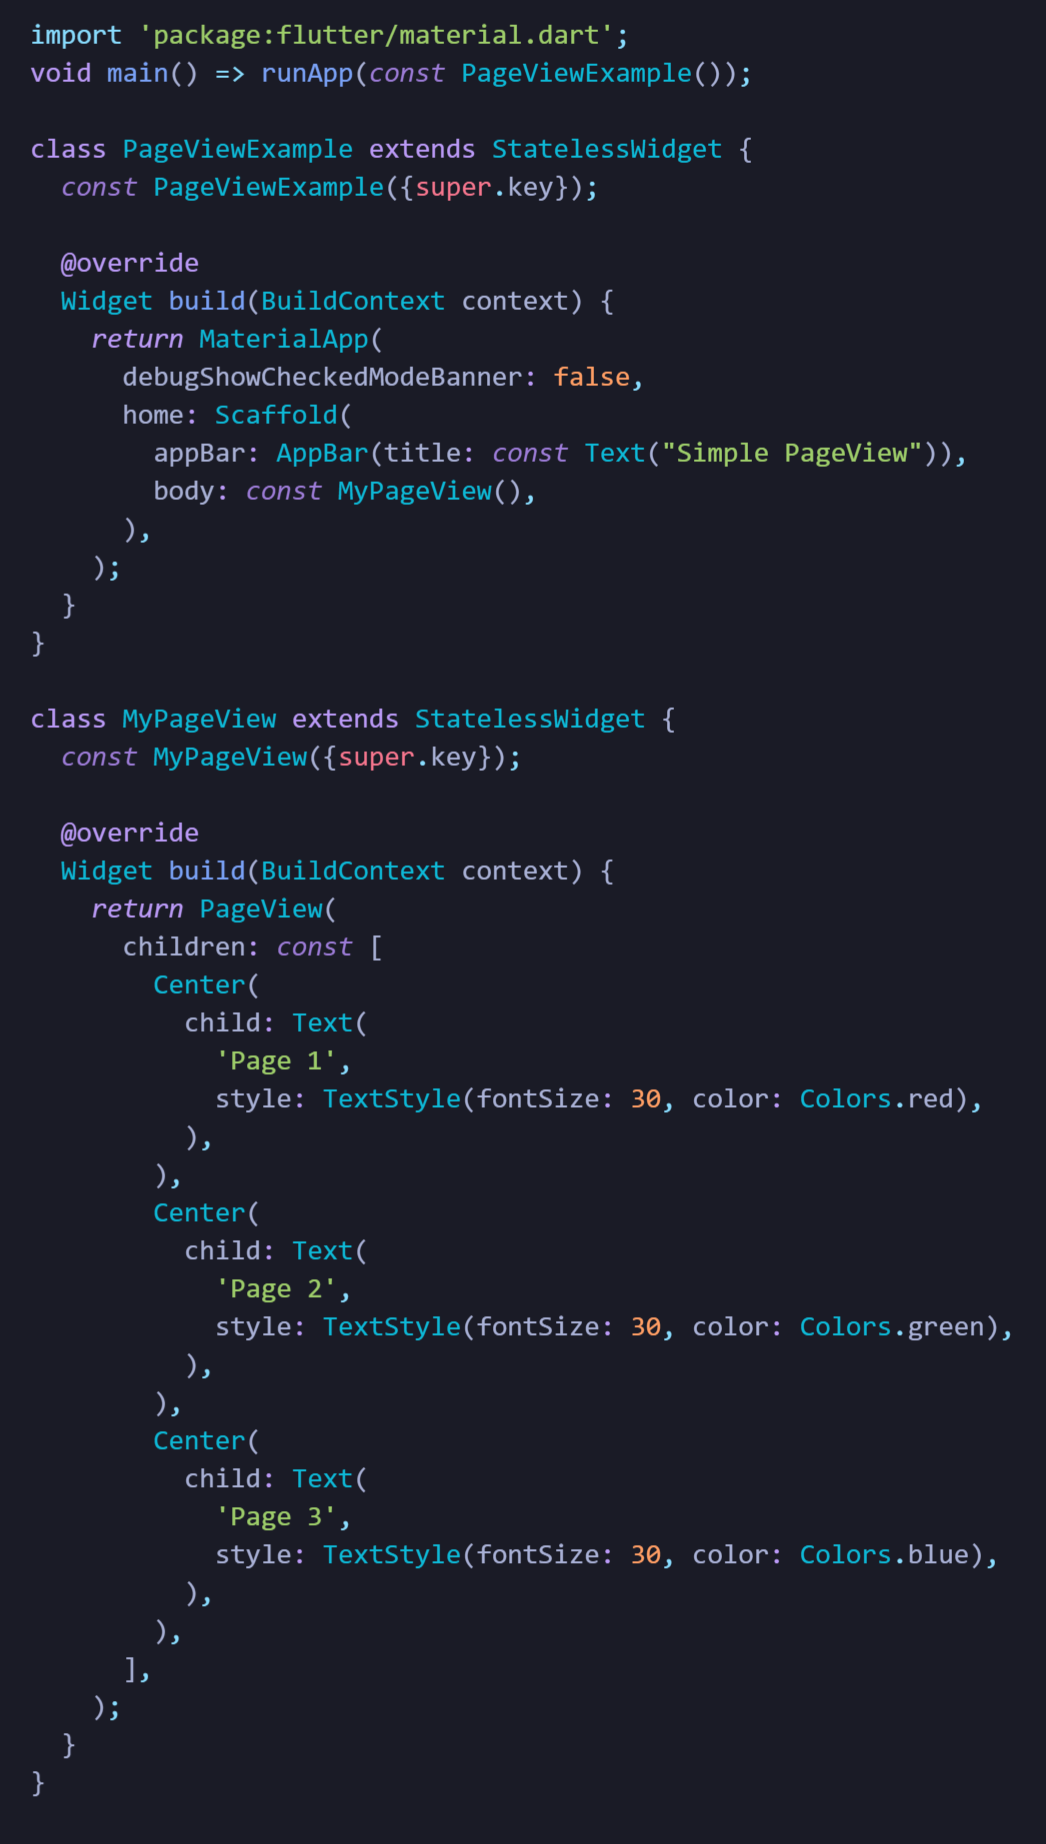 import 'package:flutter/material.dart';
void main() => runApp(const PageViewExample());

class PageViewExample extends StatelessWidget {
  const PageViewExample({super.key});

  @override
  Widget build(BuildContext context) {
    return MaterialApp(
      debugShowCheckedModeBanner: false,
      home: Scaffold(
        appBar: AppBar(title: const Text("Simple PageView")),
        body: const MyPageView(),
      ),
    );
  }
}

class MyPageView extends StatelessWidget {
  const MyPageView({super.key});

  @override
  Widget build(BuildContext context) {
    return PageView(
      children: const [
        Center(
          child: Text(
            'Page 1',
            style: TextStyle(fontSize: 30, color: Colors.red),
          ),
        ),
        Center(
          child: Text(
            'Page 2',
            style: TextStyle(fontSize: 30, color: Colors.green),
          ),
        ),
        Center(
          child: Text(
            'Page 3',
            style: TextStyle(fontSize: 30, color: Colors.blue),
          ),
        ),
      ],
    );
  }
}